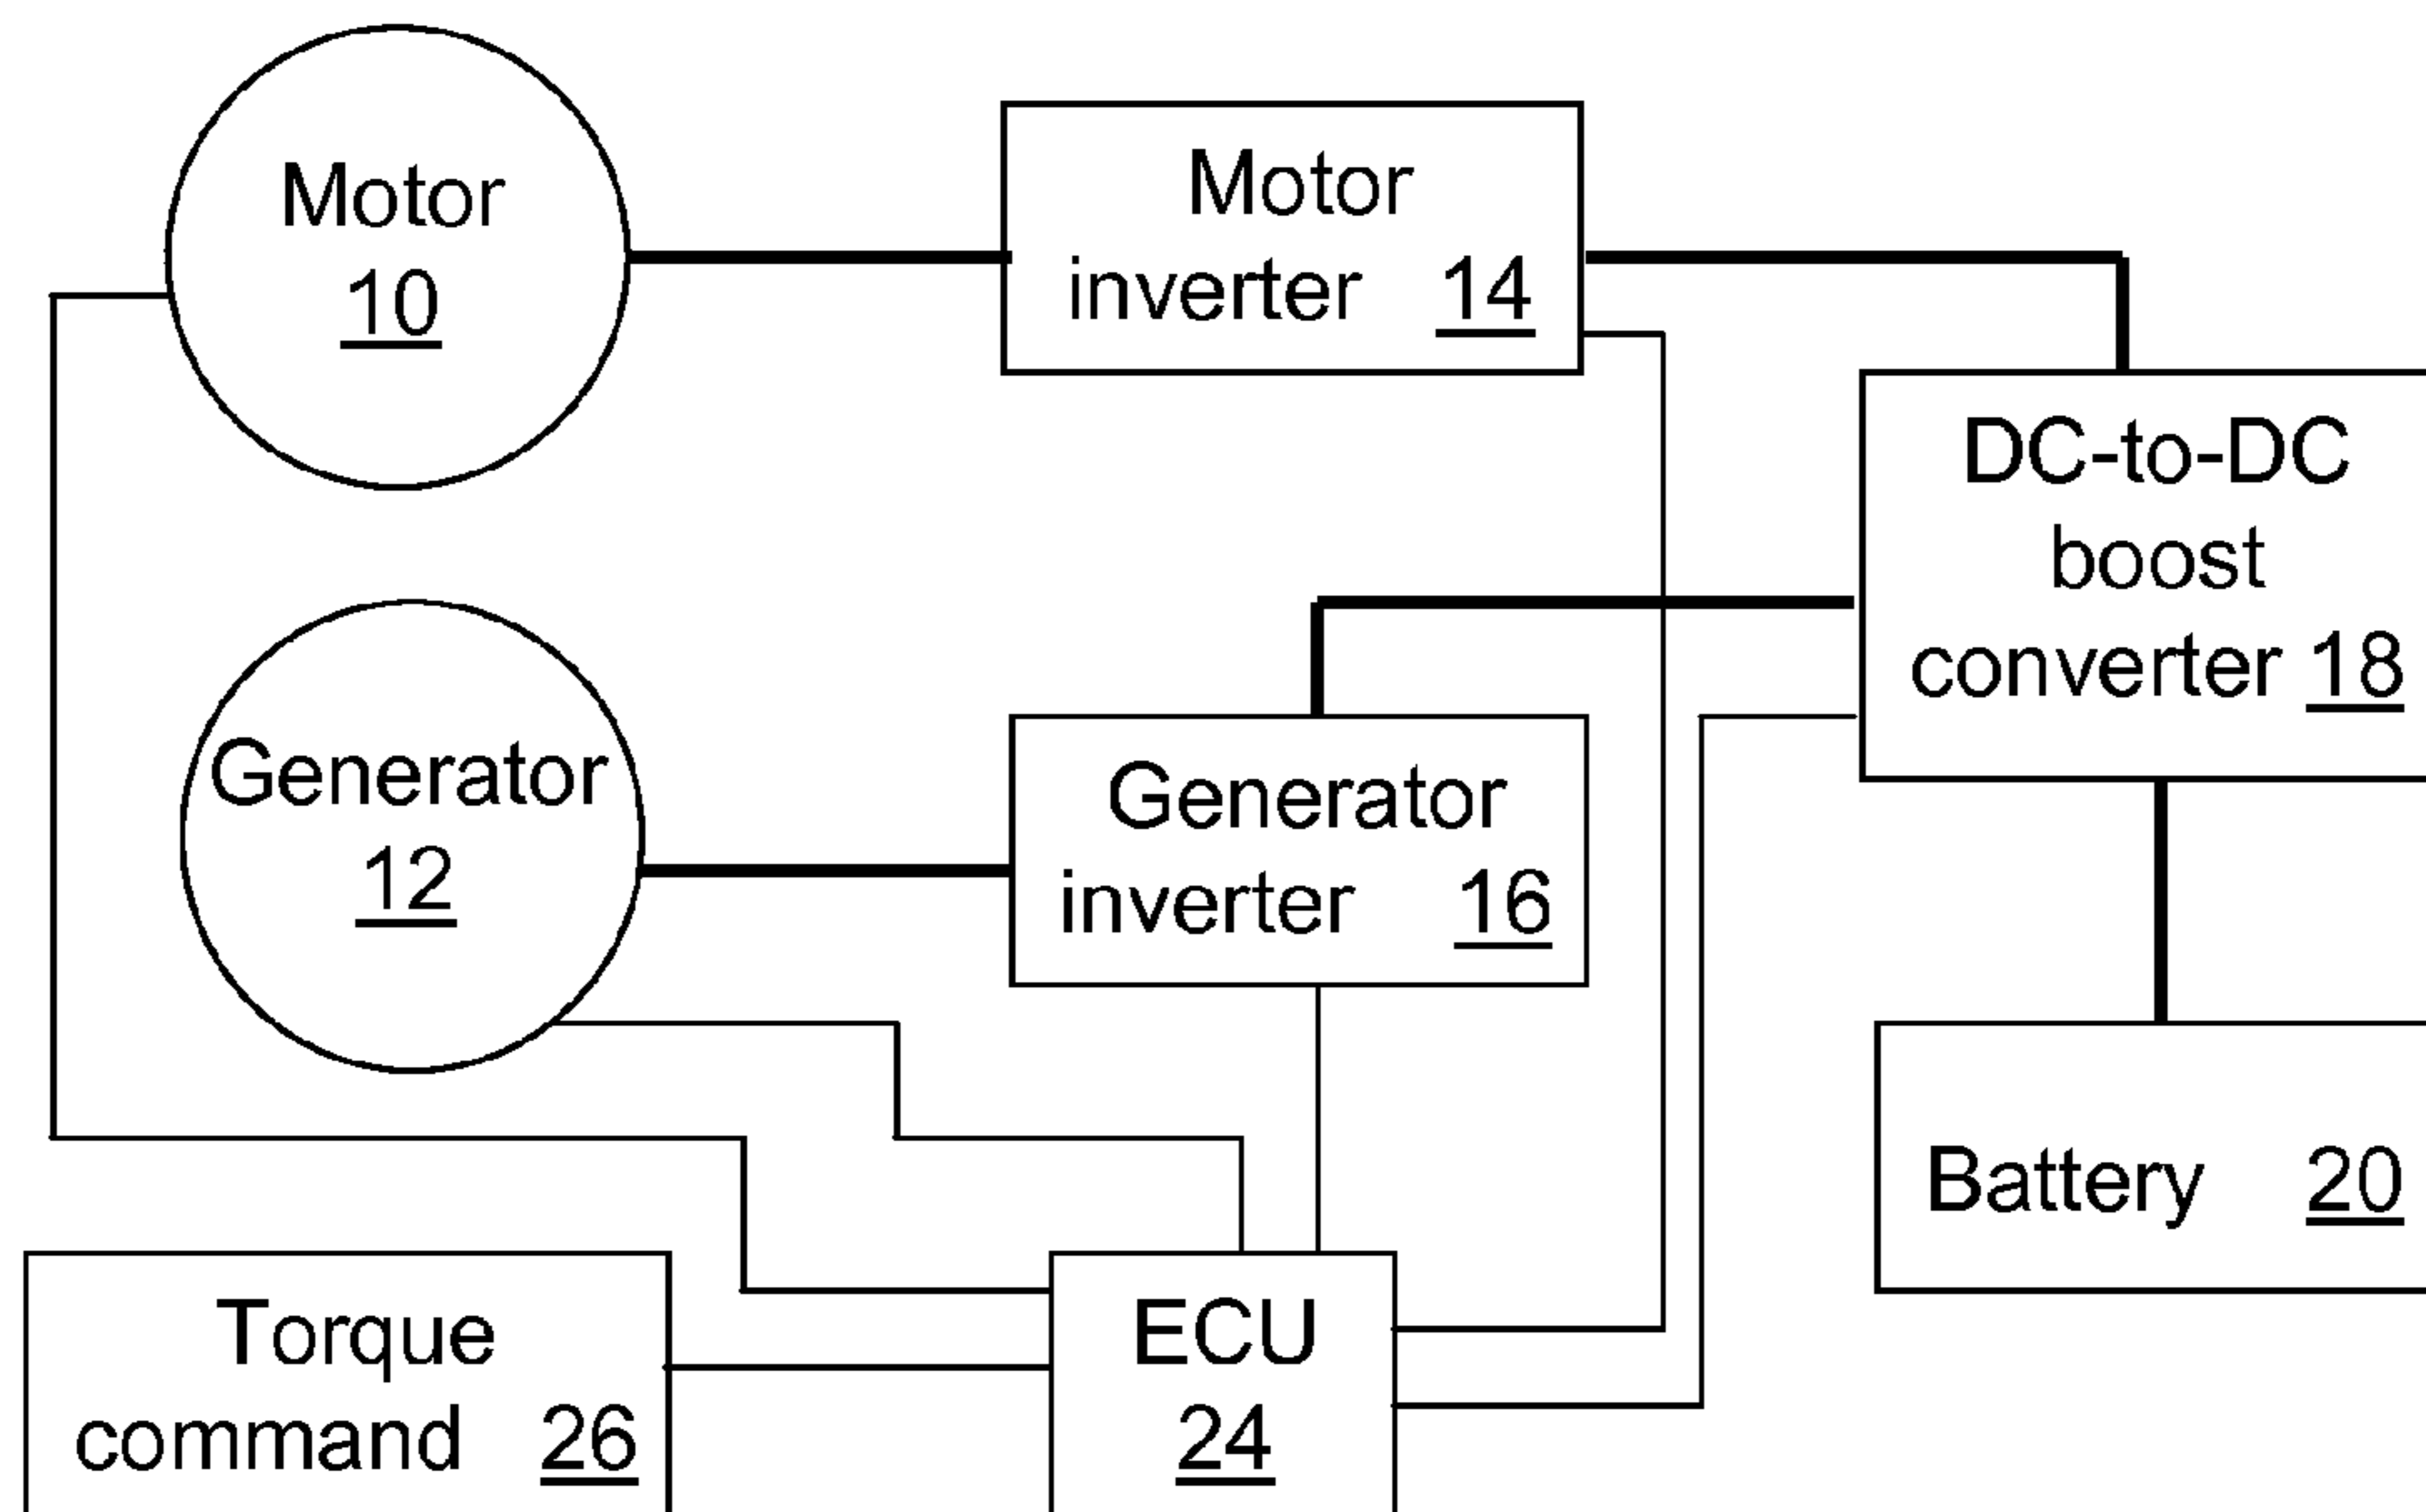 Motor
10
Motor
inverter 14
DC-to-DC
boost
converter 18
Generator
12
Generator
inverter 16
Battery 20
Torque
command 26
ECU
24